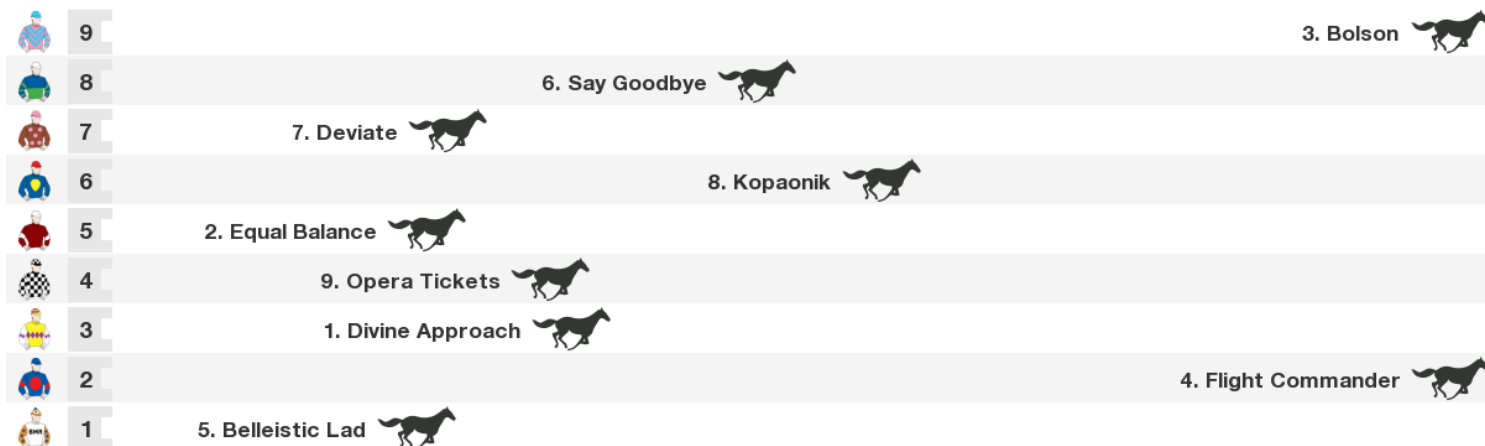 9 3. Bolson
8 6. Say Goodbye
7 7. Deviate
6 8. Kopaonik
5 2. Equal Balance
4 9. Opera Tickets
3 1. Divine Approach
2 4. Flight Commander
1 5. Belleistic Lad